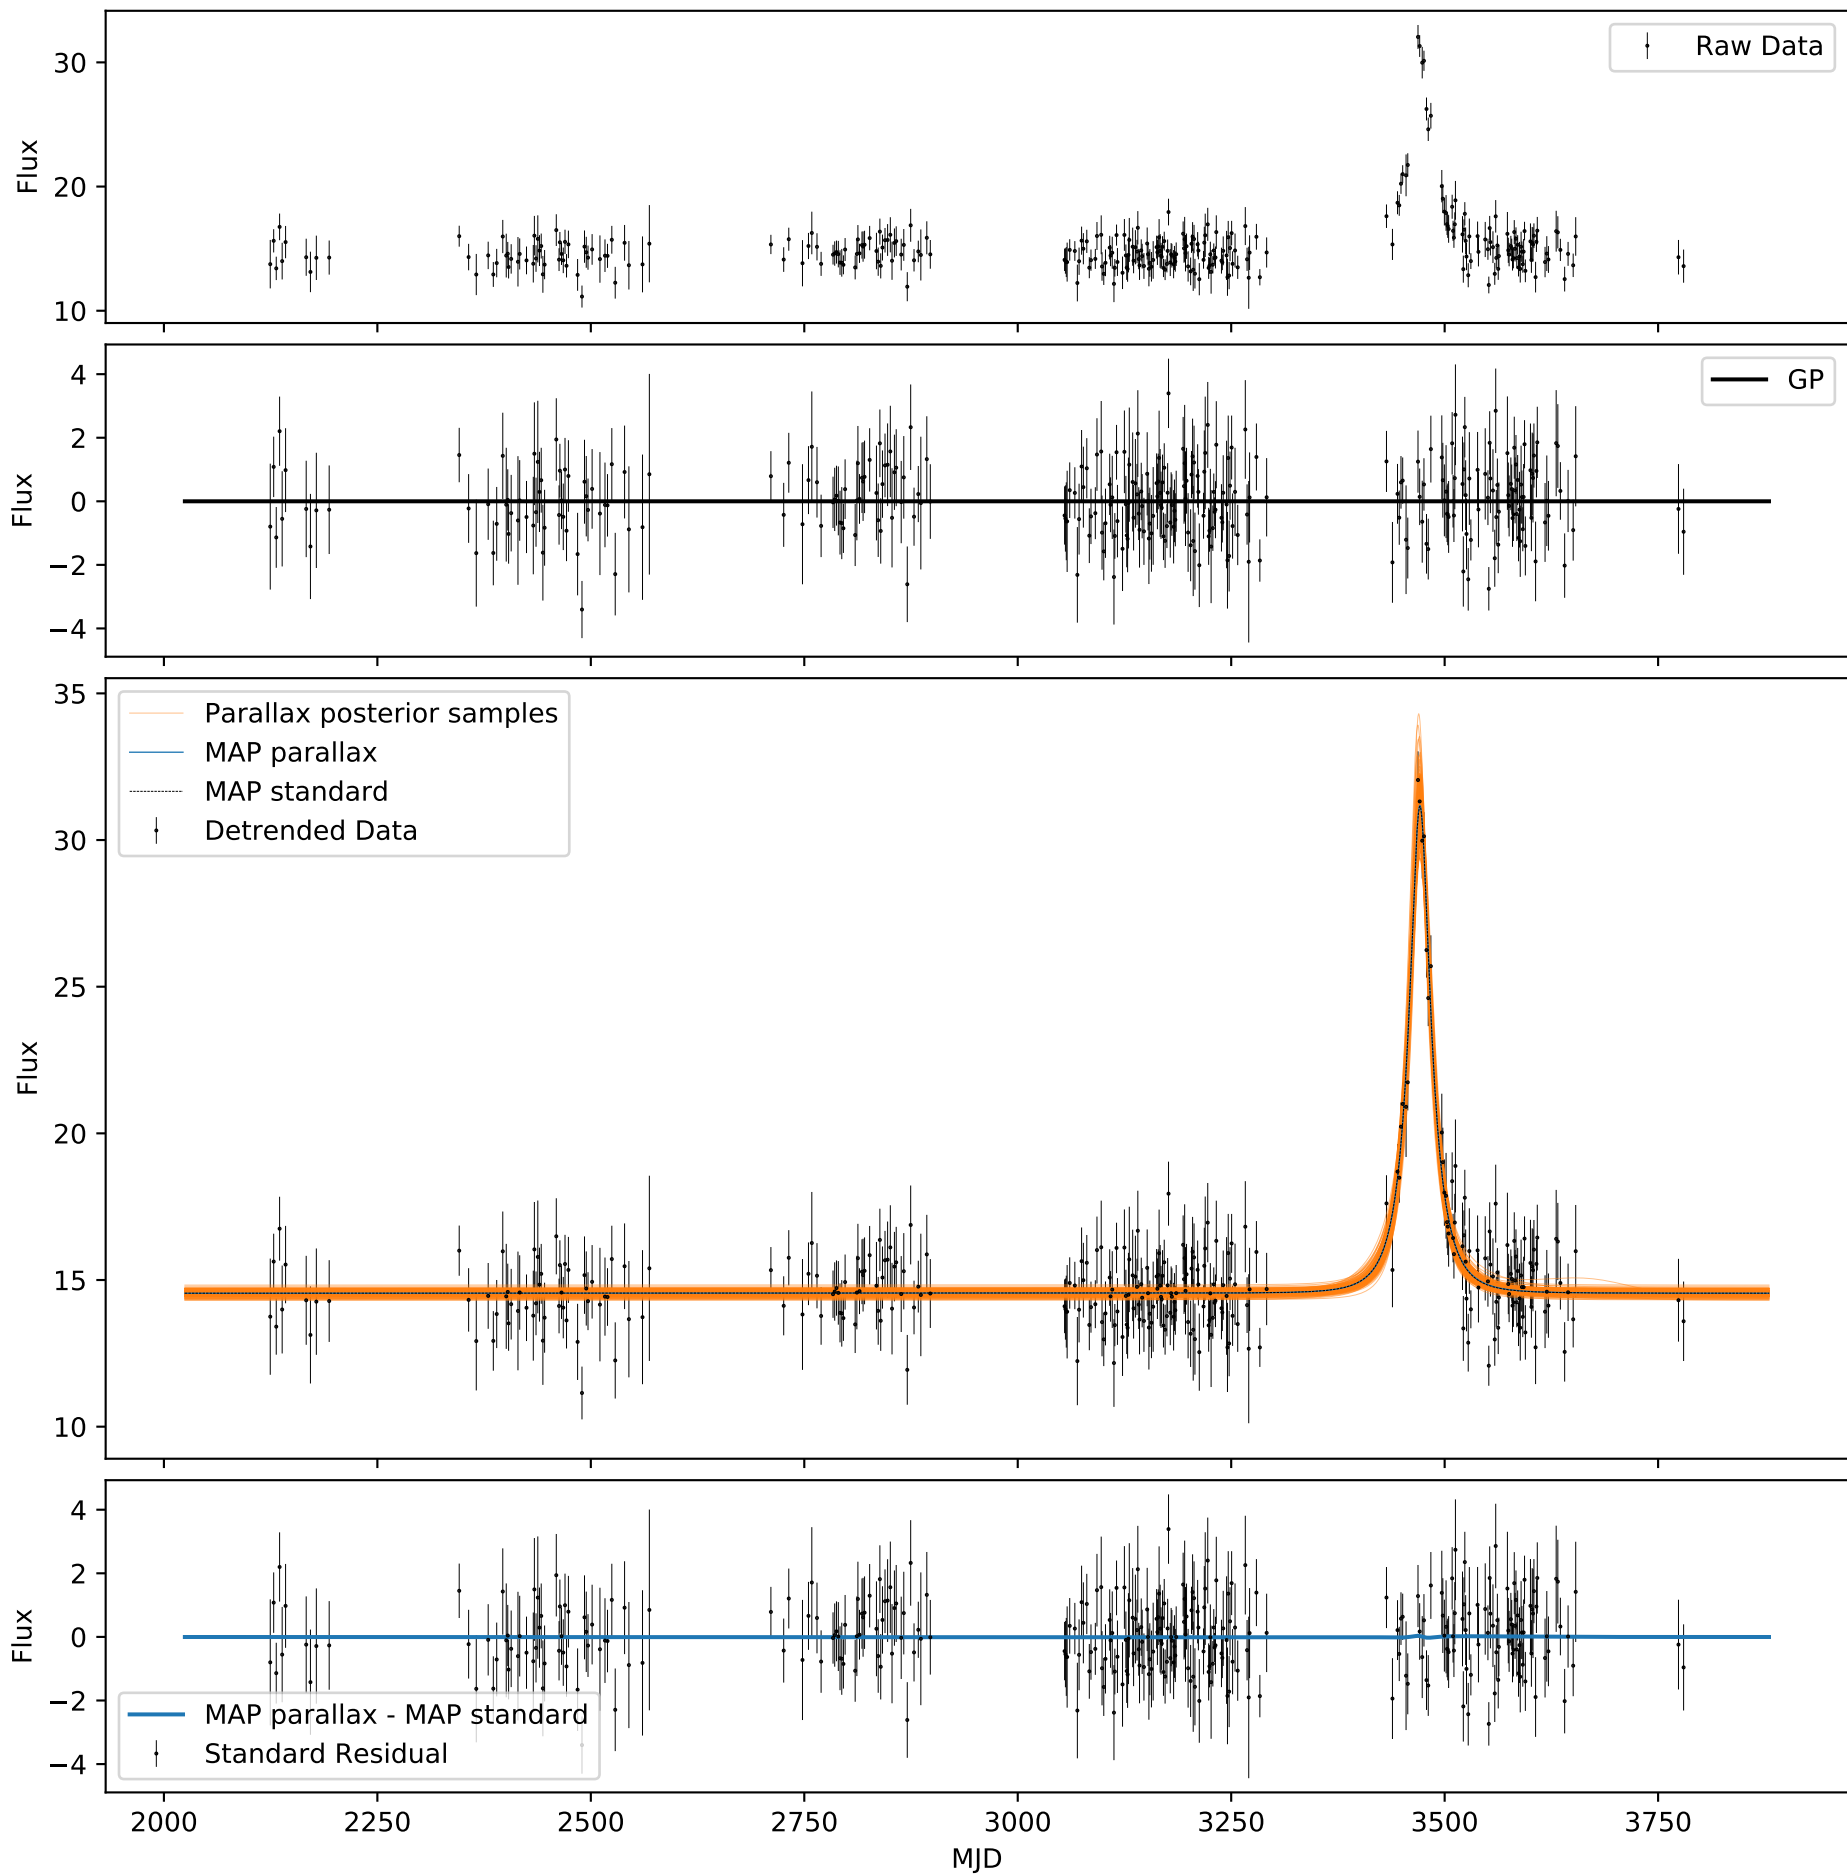 30
20
10
Flux
Raw Data
4
2
0
−2
−4
Flux
GP
35
30
25
20
15
10
Flux
Parallax posterior samples
MAP parallax
MAP standard
Detrended Data
4
2
0
−2
−4
Flux
MAP parallax - MAP standard
Standard Residual
2000 2250 2500 2750 3000 3250 3500 3750
MJD